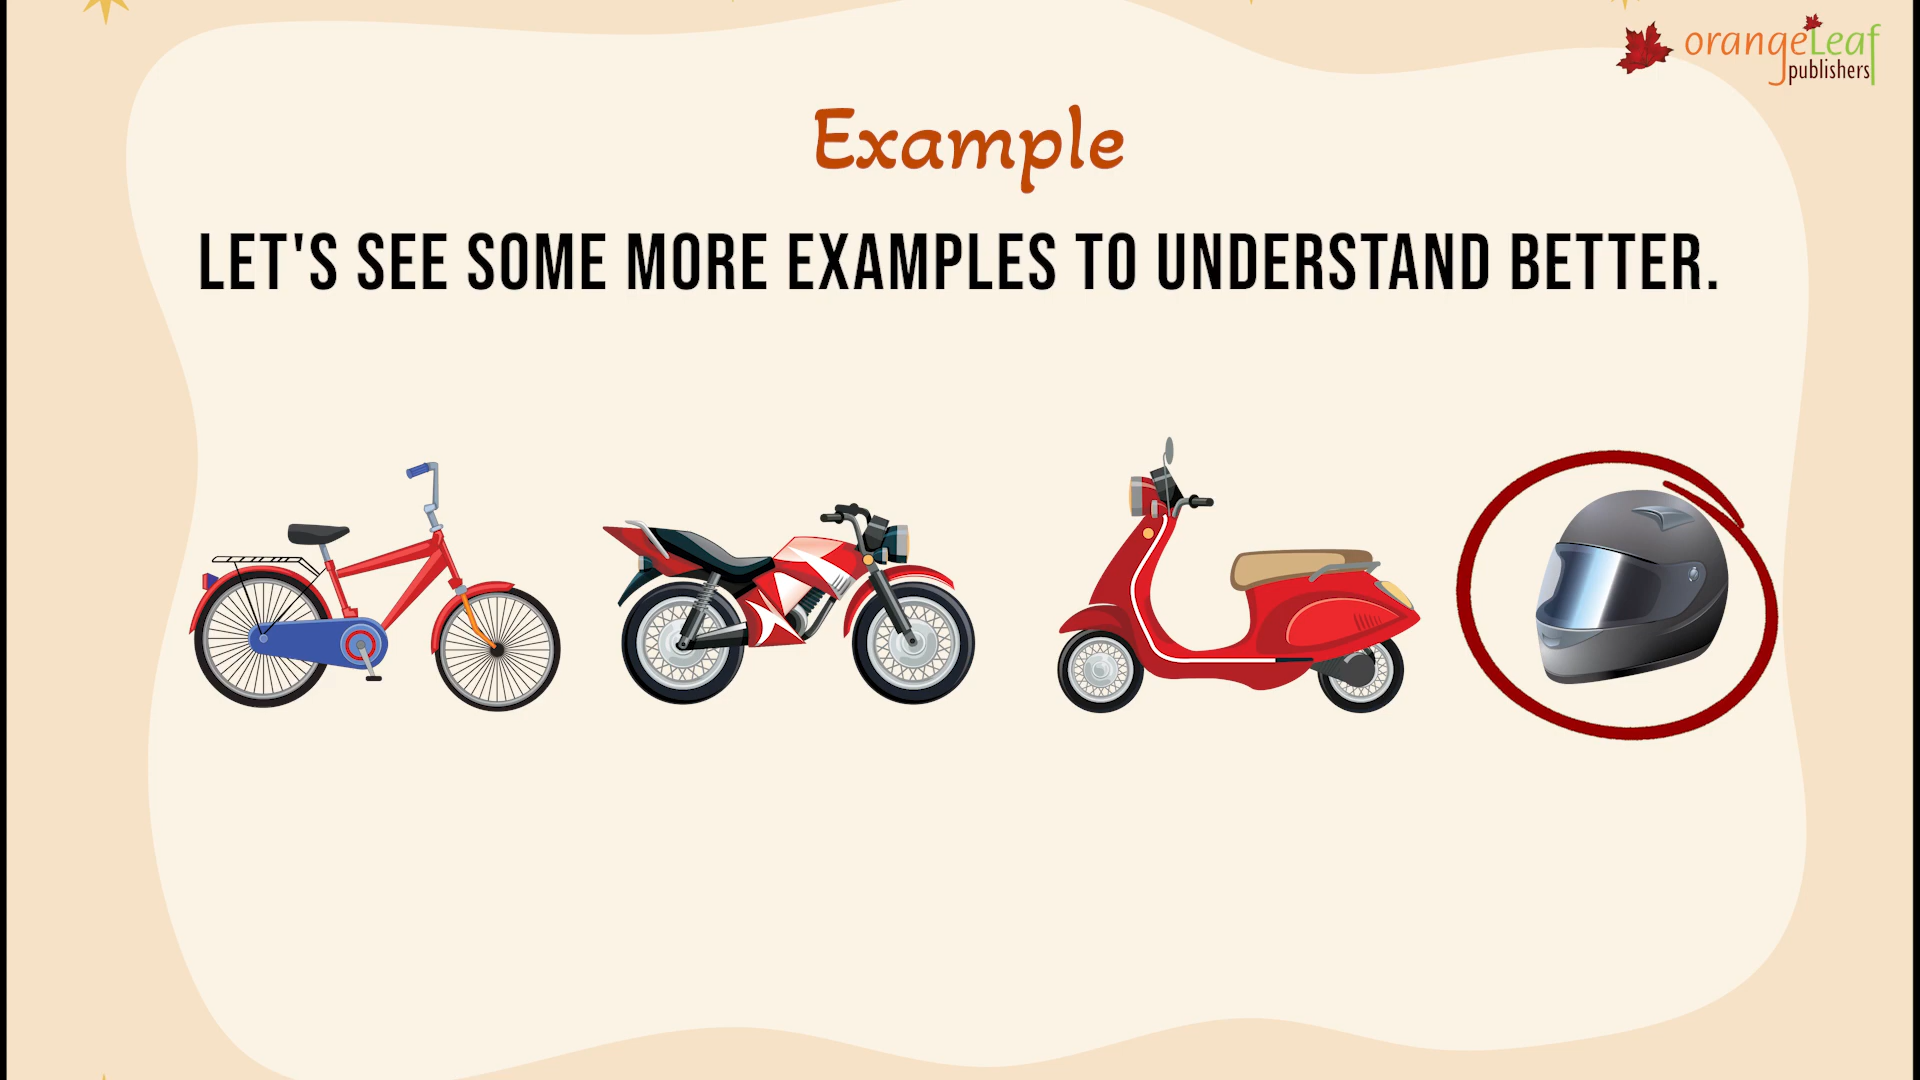 orangeLeaf
publishers
Example
LET'S SEE SOME MORE EXAMPLES TO UNDERSTAND BETTER.